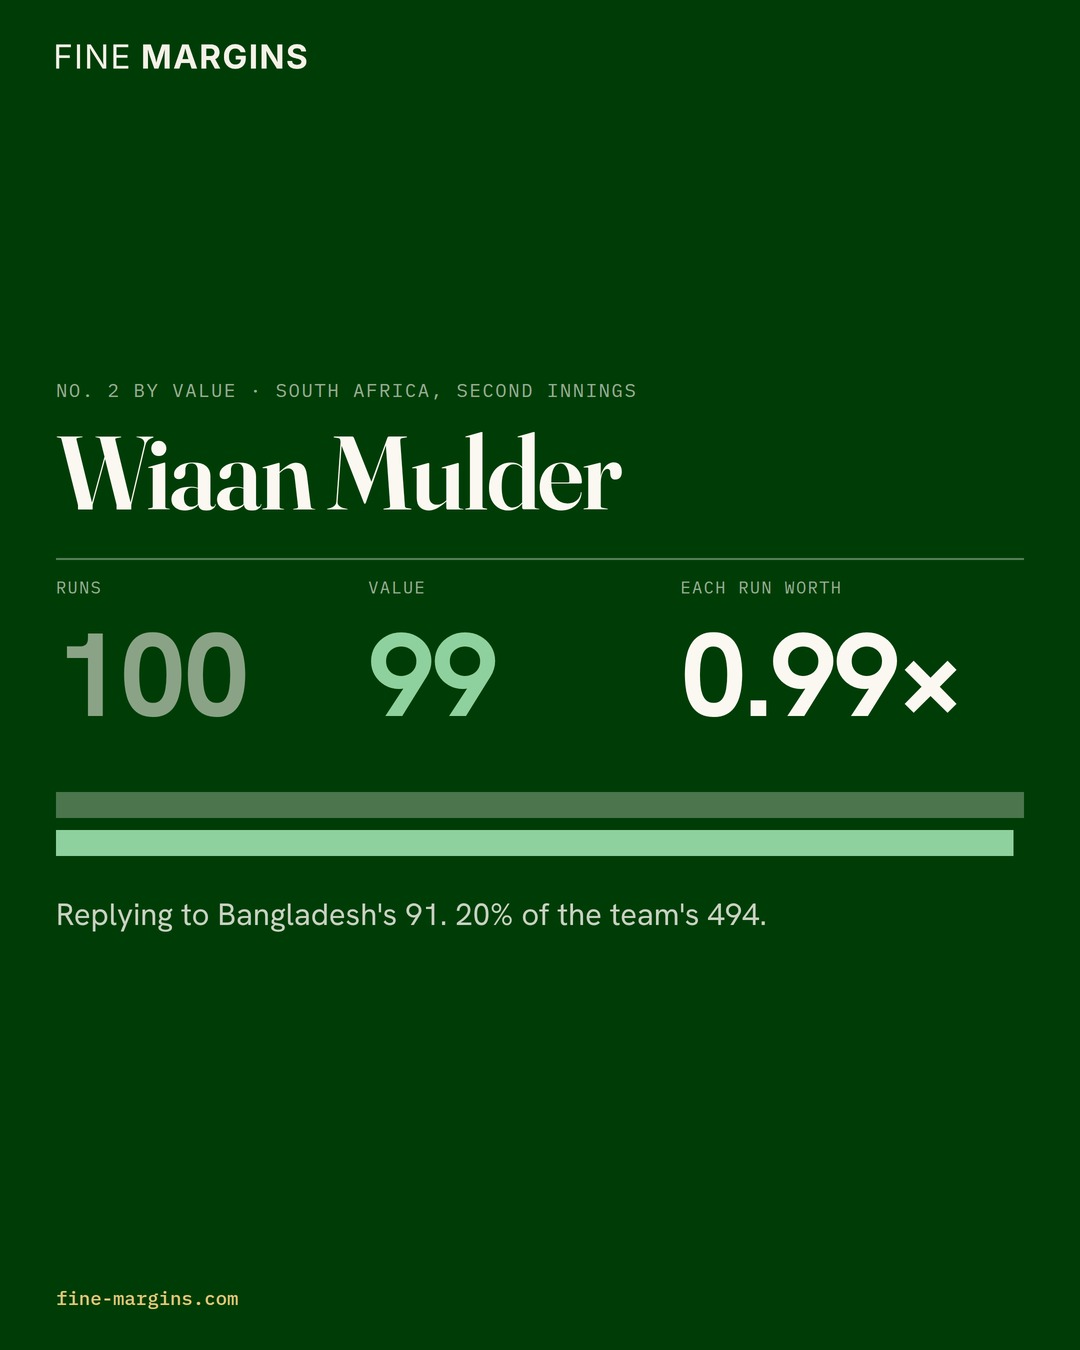 FINE MARGINS
NO. 2 BY VALUE · SOUTH AFRICA, SECOND INNINGS
Wiaan Mulder
RUNS VALUE EACH RUN WORTH
100 99 0.99×
Replying to Bangladesh's 91. 20% of the team's 494.
fine-margins.com